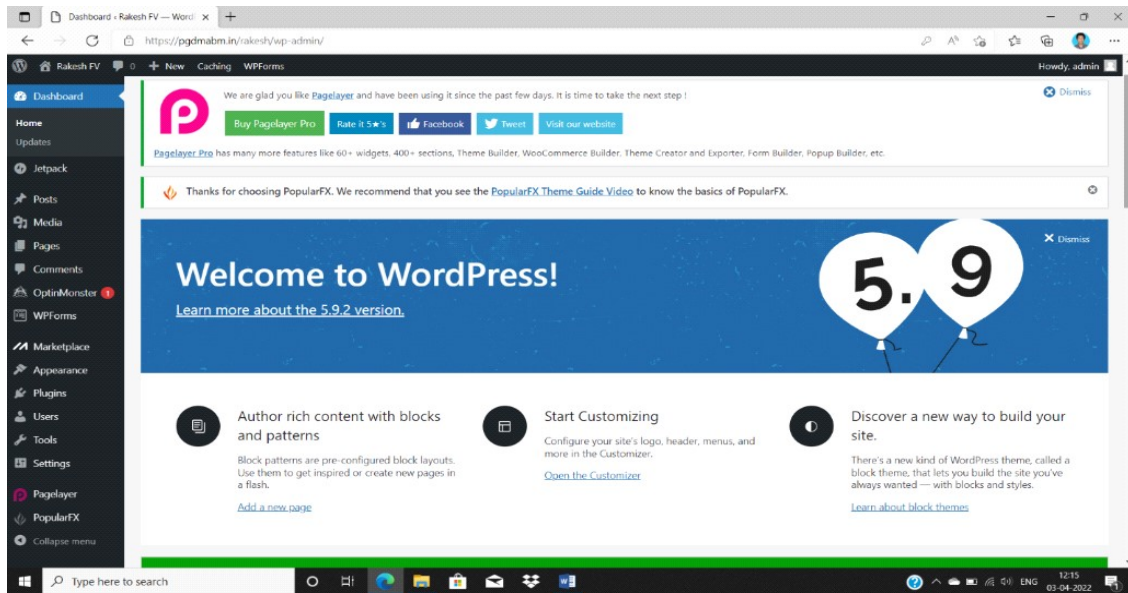 Dashboard ‹ Rakesh FV — Word
https://pgdmabm.in/rakesh/wp-admin/
Rakesh FV 0 + New Caching WPForms Howdy, admin
Dashboard
Home
Updates
Jetpack
Posts
Media
Pages
Comments
OptinMonster 1
WPForms
Marketplace
Appearance
Plugins
Users
Tools
Settings
Pagelayer
PopularFX
Collapse menu
We are glad you like Pagelayer and have been using it since the past few days. It is time to take the next step !
Dismiss
Buy Pagelayer Pro Rate it 5★'s Facebook Tweet Visit our website
Pagelayer Pro has many more features like 60+ widgets, 400+ sections, Theme Builder, WooCommerce Builder, Theme Creator and Exporter, Form Builder, Popup Builder, etc.
Thanks for choosing PopularFX. We recommend that you see the PopularFX Theme Guide Video to know the basics of PopularFX.
Dismiss
Welcome to WordPress!
Learn more about the 5.9.2 version.
5.9
Author rich content with blocks
and patterns
Block patterns are pre-configured block layouts.
Use them to get inspired or create new pages in
a flash.
Add a new page
Start Customizing
Configure your site's logo, header, menus, and
more in the Customizer.
Open the Customizer
Discover a new way to build your
site.
There's a new kind of WordPress theme, called a
block theme, that lets you build the site you've
always wanted — with blocks and styles.
Learn about block themes
Type here to search
ENG
12:15
03-04-2022